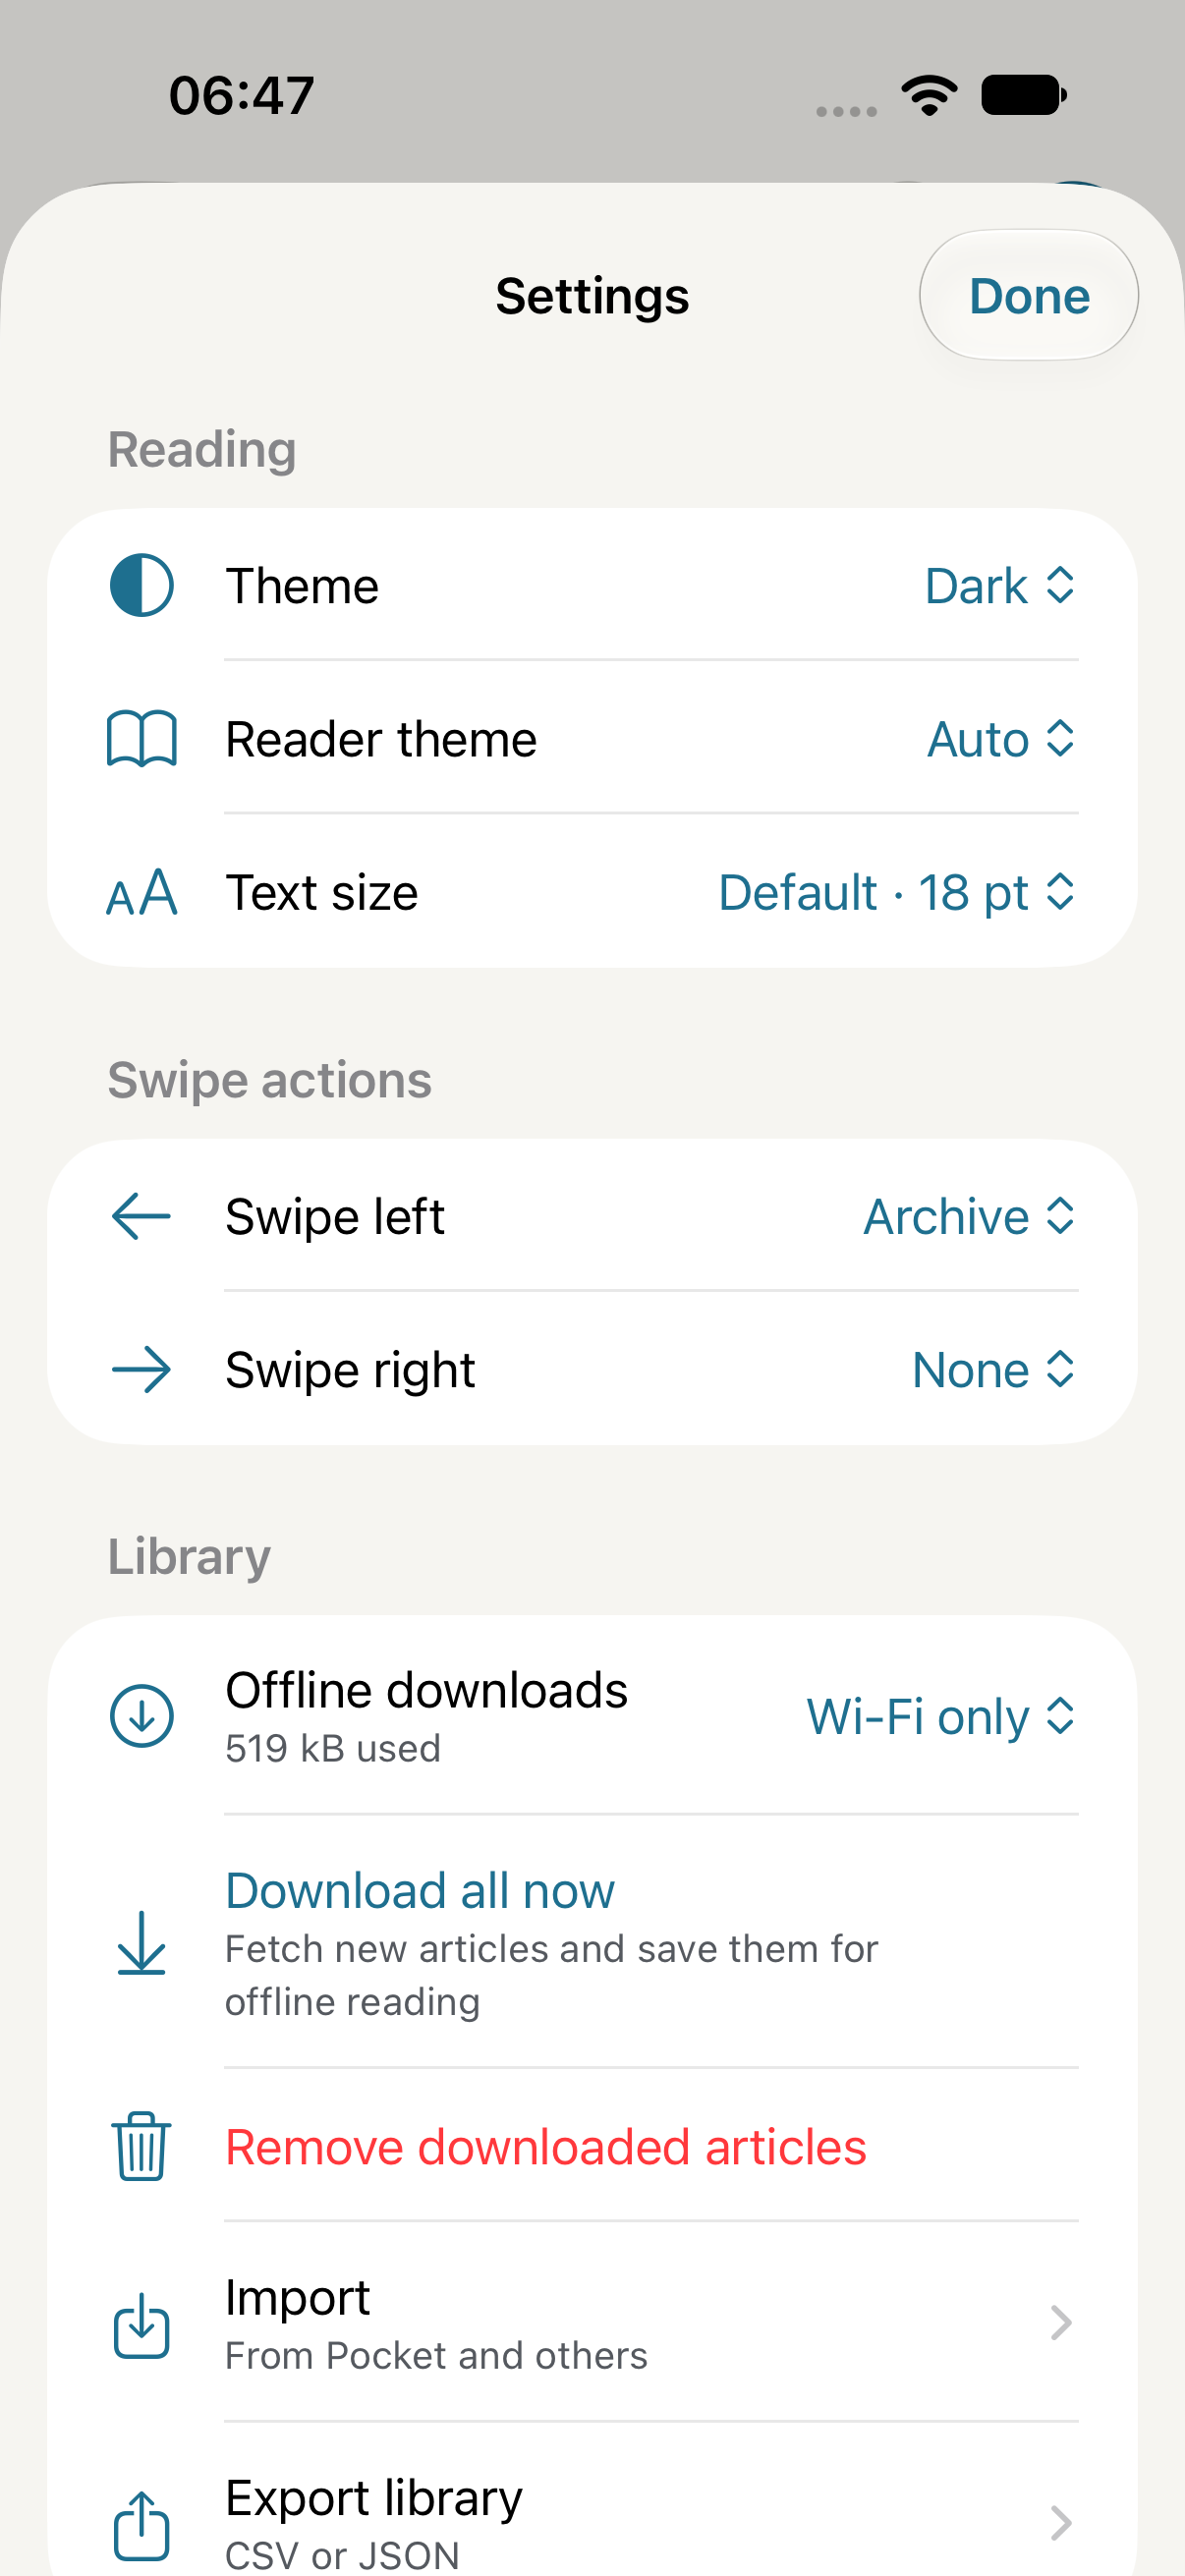 06:47
Settings
Done
Reading
Theme
Dark
Reader theme
Auto
AA
Text size
Default · 18 pt
Swipe actions
Swipe left
Archive
Swipe right
None
Library
Offline downloads
519 kB used
Wi-Fi only
Download all now
Fetch new articles and save them for
offline reading
Remove downloaded articles
Import
From Pocket and others
Export library
CSV or JSON